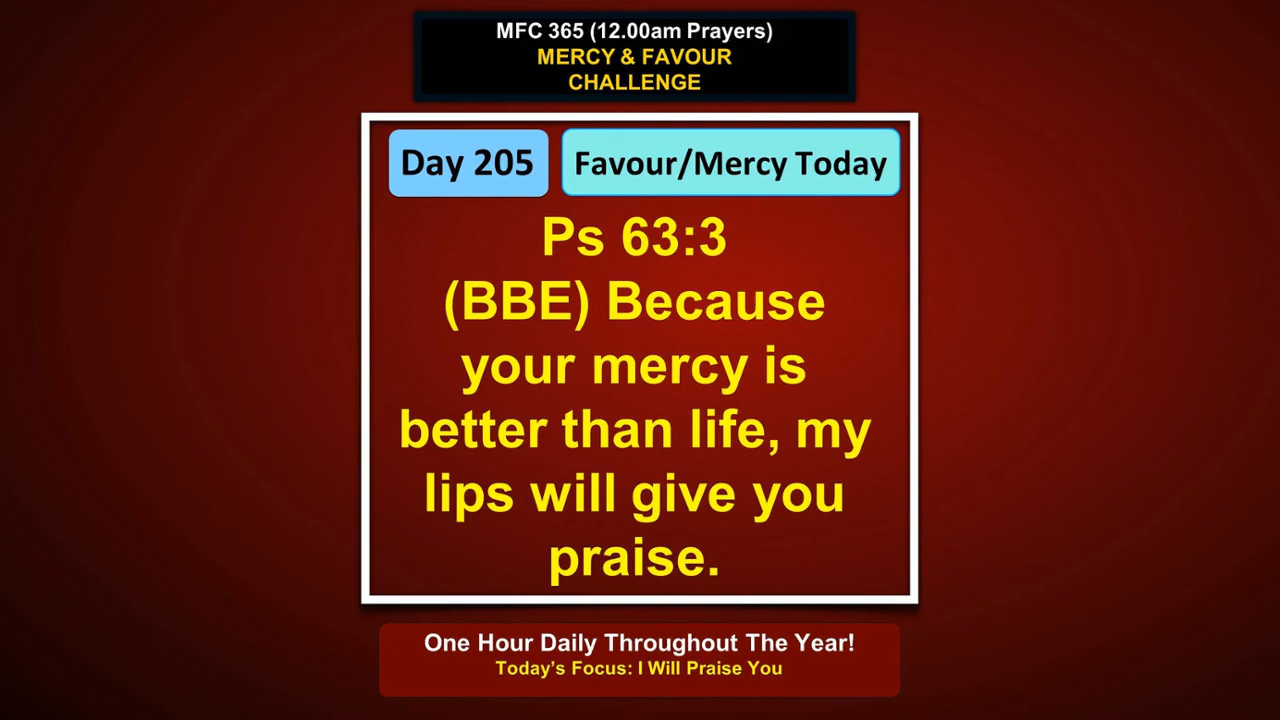 MFC 365 (12.00am Prayers)
MERCY & FAVOUR
CHALLENGE
Day 205
Favour/Mercy Today
Ps 63:3
(BBE) Because
your mercy is
better than life, my
lips will give you
praise.
One Hour Daily Throughout The Year!
Today’s Focus: I Will Praise You